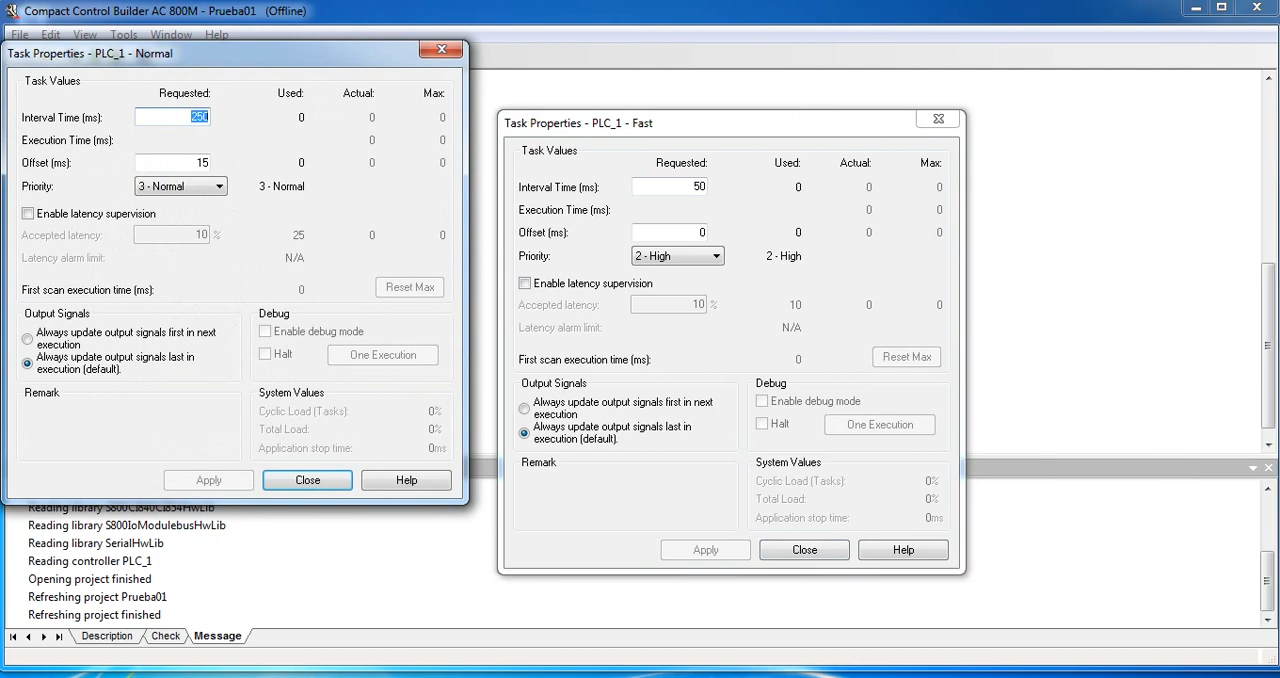 Compact Control Builder AC 800M - Prueba01 (Offline)
File Edit View Tools Window Help
Task Properties - PLC_1 - Normal
Task Values
Requested: Used: Actual: Max:
Interval Time (ms): 250 0 0 0
Execution Time (ms): 0 0
Offset (ms): 15 0 0 0
Priority: 3 - Normal 3 - Normal
Enable latency supervision
Accepted latency: 10 % 25 0 0
Latency alarm limit: N/A
First scan execution time (ms): 0 Reset Max
Output Signals
Always update output signals first in next
execution
Always update output signals last in
execution (default).
Debug
Enable debug mode
Halt One Execution
Remark
System Values
Cyclic Load (Tasks): 0%
Total Load: 0%
Application stop time: 0ms
Apply Close Help
Task Properties - PLC_1 - Fast
Task Values
Requested: Used: Actual: Max:
Interval Time (ms): 50 0 0 0
Execution Time (ms): 0 0
Offset (ms): 0 0 0 0
Priority: 2 - High 2 - High
Enable latency supervision
Accepted latency: 10 % 10 0 0
Latency alarm limit: N/A
First scan execution time (ms): 0 Reset Max
Output Signals
Always update output signals first in next
execution
Always update output signals last in
execution (default).
Debug
Enable debug mode
Halt One Execution
Remark
System Values
Cyclic Load (Tasks): 0%
Total Load: 0%
Application stop time: 0ms
Apply Close Help
Reading library S800CI840CI854HwLib
Reading library S800IoModulebusHwLib
Reading library SerialHwLib
Reading controller PLC_1
Opening project finished
Refreshing project Prueba01
Refreshing project finished
Description Check Message